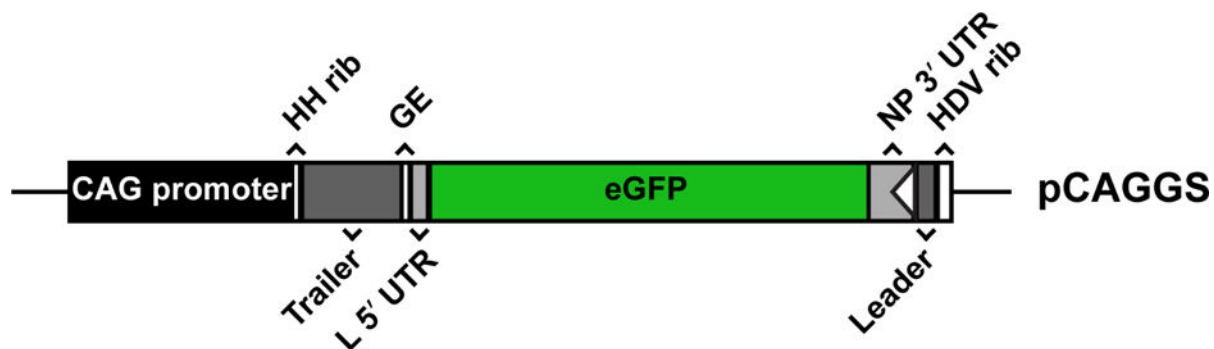 HH rib
GE
NP 3′ UTR
HDV rib
CAG promoter
eGFP
pCAGGS
Trailer
L 5′ UTR
Leader